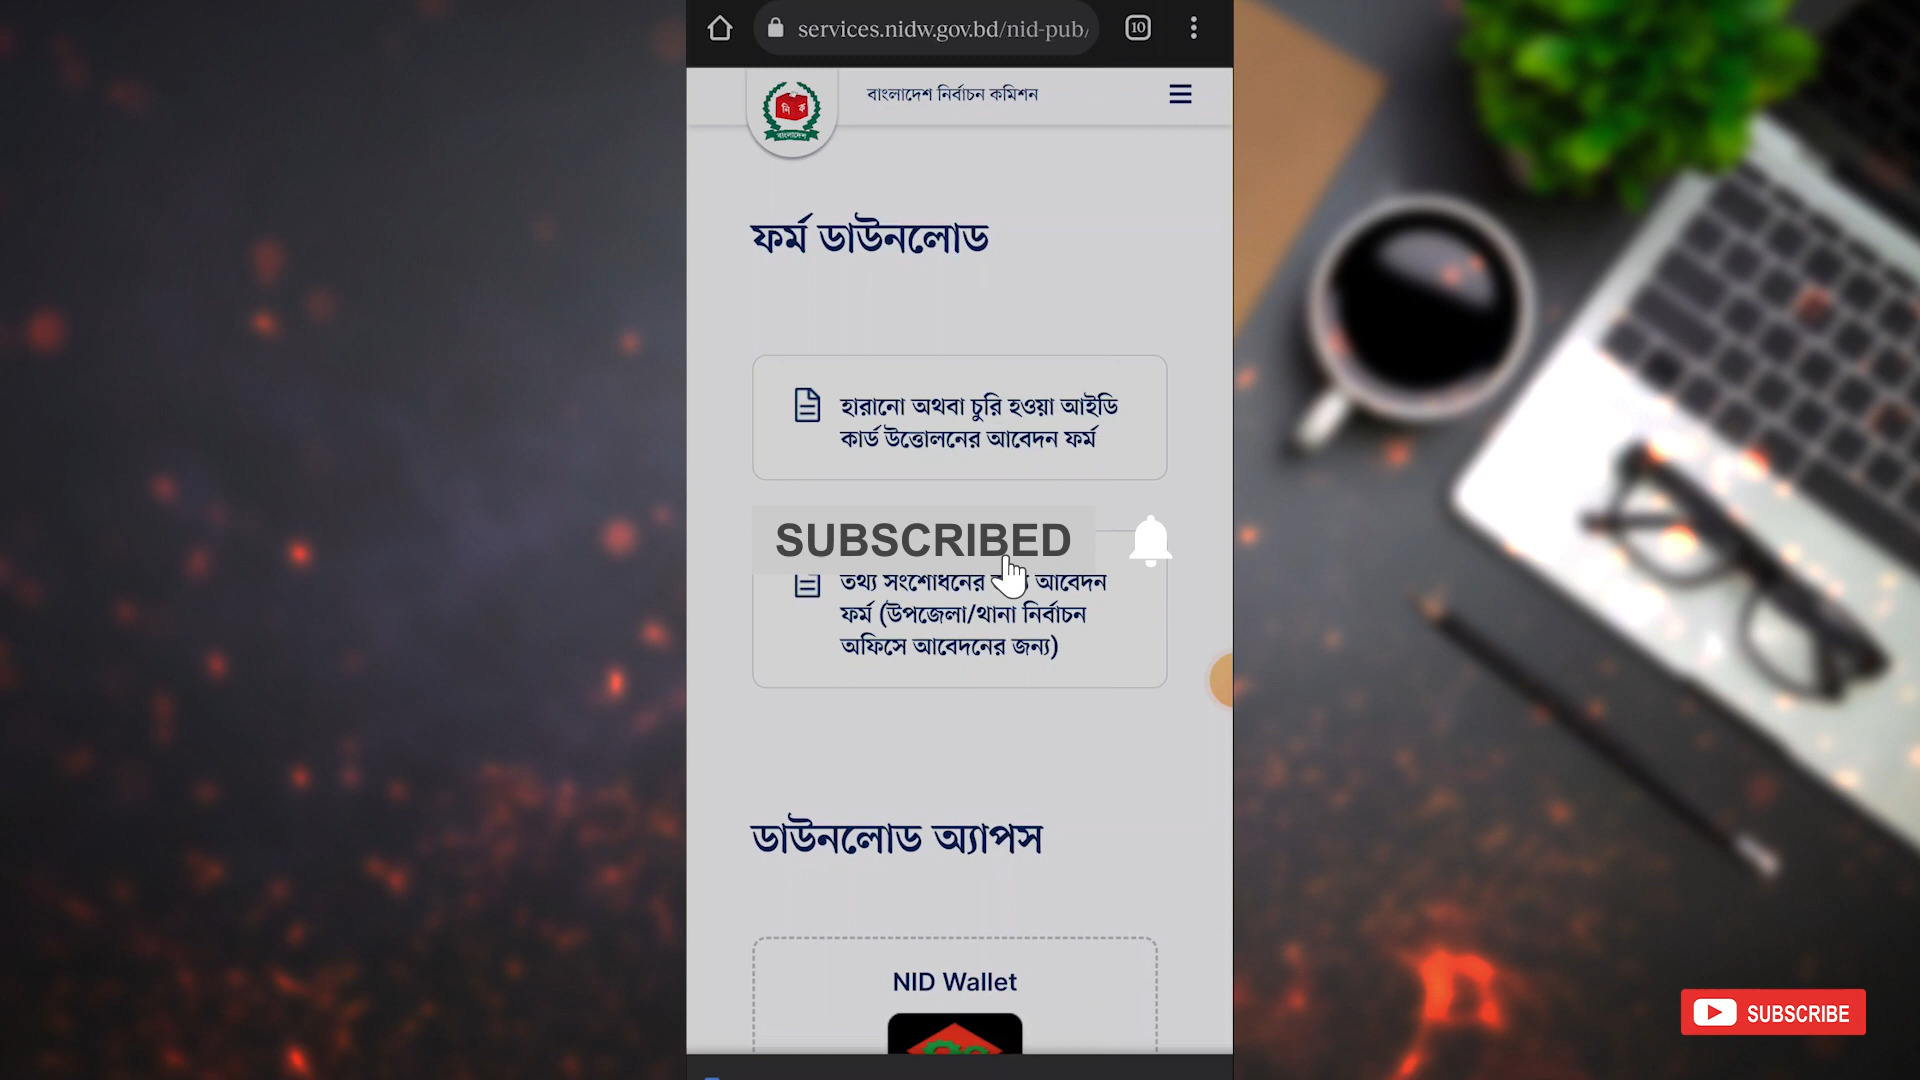 services.nidw.gov.bd/nid-pub/
10
বাংলাদেশ নির্বাচন কমিশন
নি ক
বাংলাদেশ
ফর্ম ডাউনলোড
হারানো অথবা চুরি হওয়া আইডি
কার্ড উত্তোলনের আবেদন ফর্ম
SUBSCRIBED
তথ্য সংশোধনের আবেদন
ফর্ম (উপজেলা/থানা নির্বাচন
অফিসে আবেদনের জন্য)
ডাউনলোড অ্যাপস
NID Wallet
SUBSCRIBE